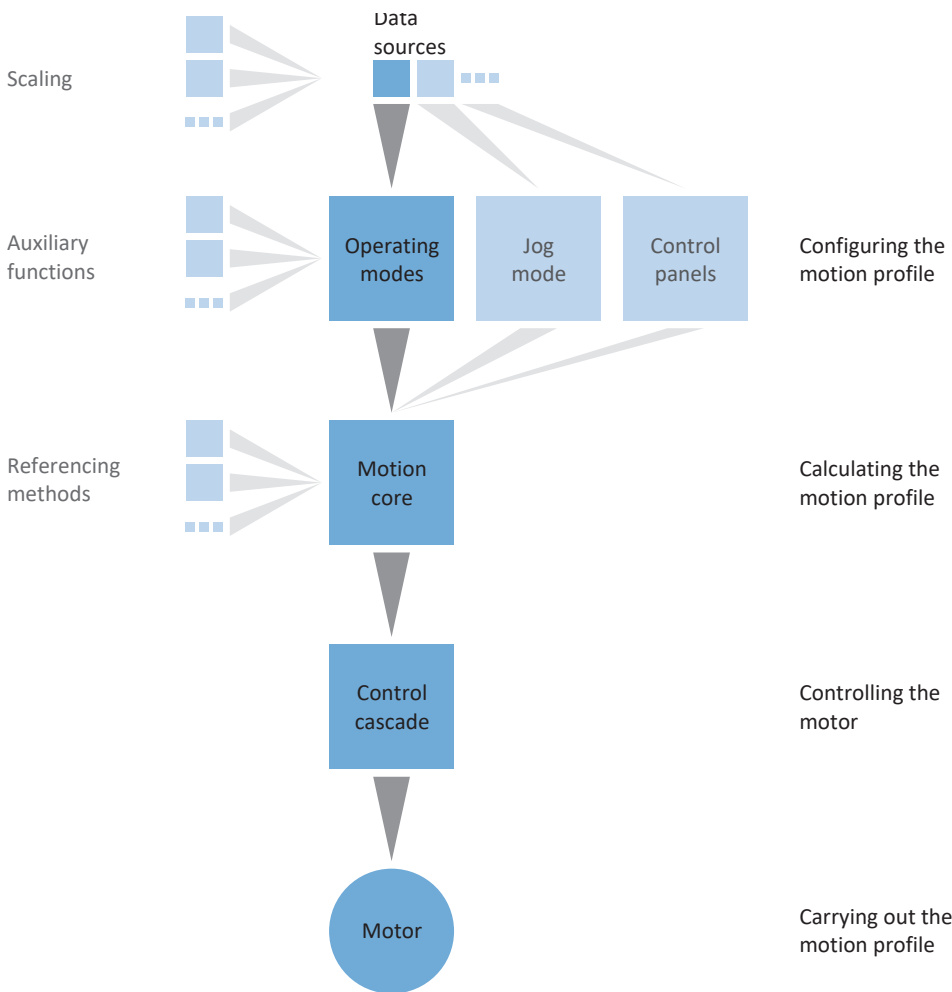 Data
sources
Scaling
Auxiliary
functions
Operating
modes
Jog
mode
Control
panels
Configuring the
motion profile
Referencing
methods
Motion
core
Calculating the
motion profile
Control
cascade
Controlling the
motor
Motor
Carrying out the
motion profile